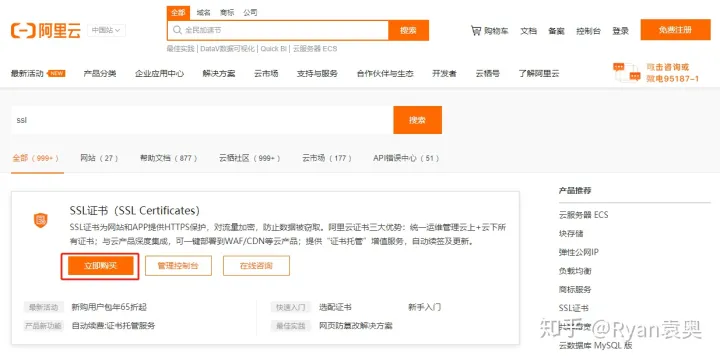 全部 域名 商标 公司
阿里云 中国站 全民加速节 搜索 购物车 文档 备案 控制台 登录 免费注册
最佳实践 | DataV数据可视化 | Quick BI | 云服务器 ECS
最新活动 NEW 产品分类 企业应用中心 解决方案 云市场 支持与服务 合作伙伴与生态 开发者 云栖号 了解阿里云
点击咨询或
致电95187-1
ssl 搜索
全部（999+） 网站（27） 帮助文档（877） 云栖社区（999+） 云市场（177） API错误中心（51）
SSL证书（SSL Certificates）
SSL证书为网站和APP提供HTTPS保护，对流量加密，防止数据被窃取。阿里云证书三大优势：统一运维管理云上+云下所
有证书；与云产品深度集成，可一键部署到WAF/CDN等云产品；提供“证书托管”增值服务，自动续签及更新。
立即购买 管理控制台 在线咨询
最新活动 新购用户包年65折起 快速入门 选配证书 新手入门
产品新功能 自动续费:证书托管服务 最佳实践 网页防篡改解决方案
产品推荐
云服务器 ECS
块存储
弹性公网IP
负载均衡
商标服务
SSL证书
云数据库 MySQL 版
知乎 @Ryan袁奥